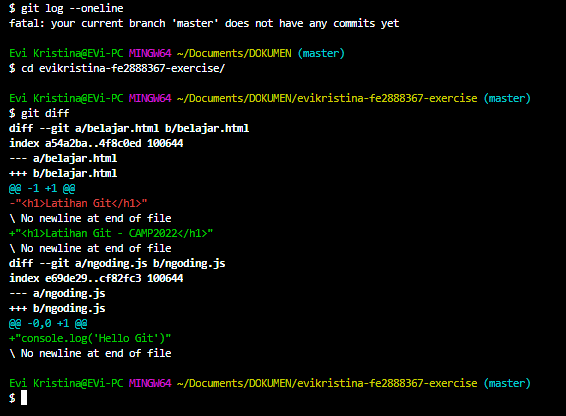 $ git log --oneline
fatal: your current branch 'master' does not have any commits yet
Evi Kristina@EVi-PC MINGW64 ~/Documents/DOKUMEN (master)
$ cd evikristina-fe2888367-exercise/
Evi Kristina@EVi-PC MINGW64 ~/Documents/DOKUMEN/evikristina-fe2888367-exercise (master)
$ git diff
diff --git a/belajar.html b/belajar.html
index a54a2ba..4f8c0ed 100644
--- a/belajar.html
+++ b/belajar.html
@@ -1 +1 @@
-"<h1>Latihan Git</h1>"
\ No newline at end of file
+"<h1>Latihan Git - CAMP2022</h1>"
\ No newline at end of file
diff --git a/ngoding.js b/ngoding.js
index e69de29..cf82fc3 100644
--- a/ngoding.js
+++ b/ngoding.js
@@ -0,0 +1 @@
+"console.log('Hello Git')"
\ No newline at end of file
Evi Kristina@EVi-PC MINGW64 ~/Documents/DOKUMEN/evikristina-fe2888367-exercise (master)
$